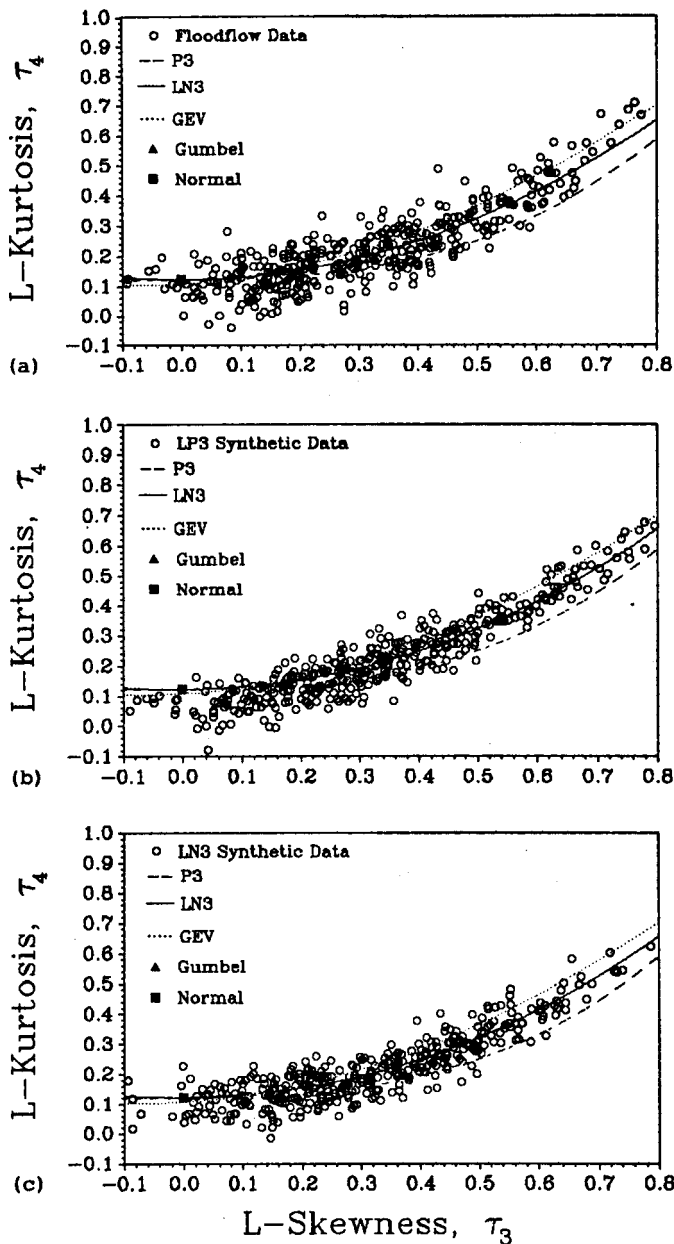 1.0
0.9
0.8
0.7
0.6
0.5
0.4
0.3
0.2
0.1
0.0
−0.1
L−Kurtosis, τ4
Floodflow Data
P3
LN3
GEV
Gumbel
Normal
(a)
−0.1 0.0 0.1 0.2 0.3 0.4 0.5 0.6 0.7 0.8
1.0
0.9
0.8
0.7
0.6
0.5
0.4
0.3
0.2
0.1
0.0
−0.1
L−Kurtosis, τ4
LP3 Synthetic Data
P3
LN3
GEV
Gumbel
Normal
(b)
−0.1 0.0 0.1 0.2 0.3 0.4 0.5 0.6 0.7 0.8
1.0
0.9
0.8
0.7
0.6
0.5
0.4
0.3
0.2
0.1
0.0
−0.1
L−Kurtosis, τ4
LN3 Synthetic Data
P3
LN3
GEV
Gumbel
Normal
(c)
−0.1 0.0 0.1 0.2 0.3 0.4 0.5 0.6 0.7 0.8
L−Skewness, τ3